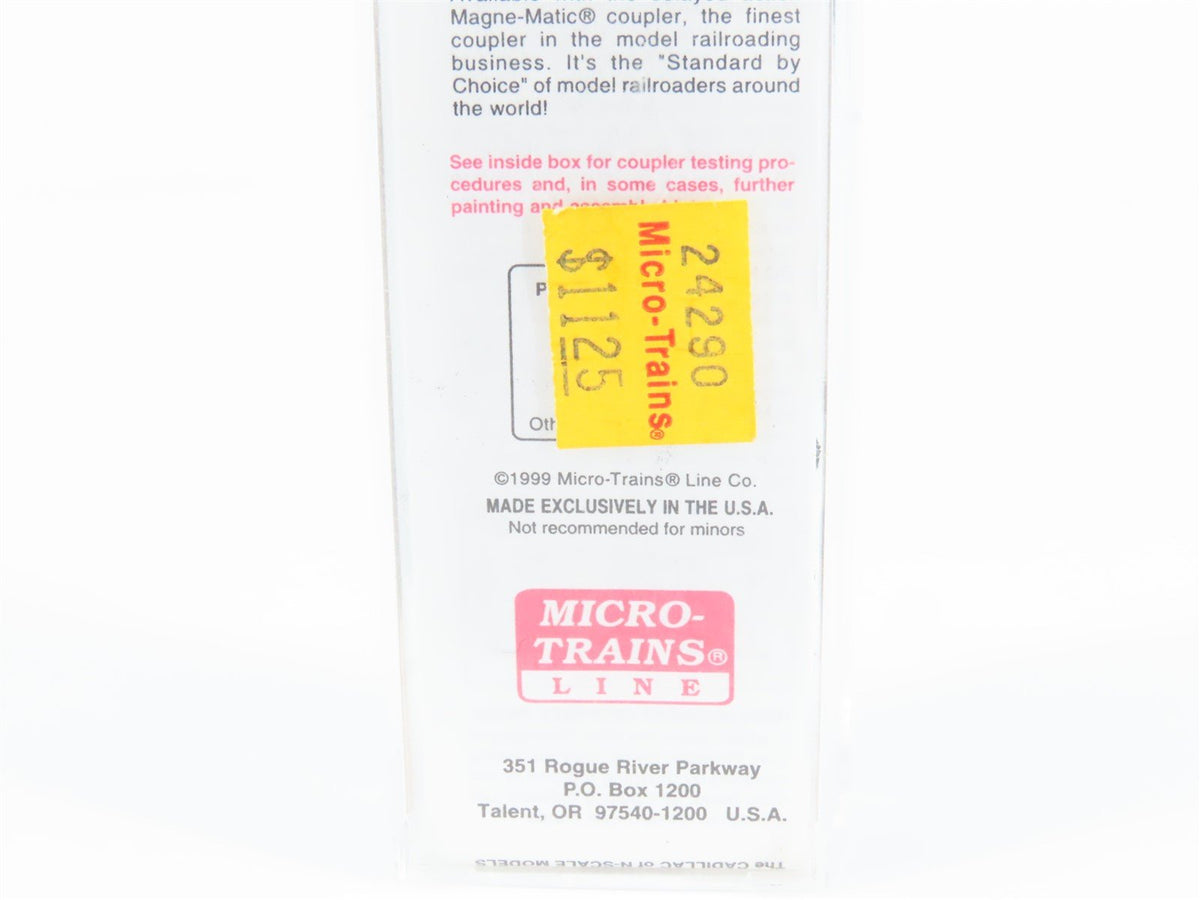 Magne-Matic® coupler, the finest
coupler in the model railroading
business. It's the "Standard by
Choice" of model railroaders around
the world!
See inside box for coupler testing pro-
cedures and, in some cases, further
painting and
24290
Micro-Trains®
$1125
©1999 Micro-Trains® Line Co.
MADE EXCLUSIVELY IN THE U.S.A.
Not recommended for minors
MICRO-
TRAINS®
LINE
351 Rogue River Parkway
P.O. Box 1200
Talent, OR 97540-1200 U.S.A.
The CADILLAC of N-SCALE MODELS